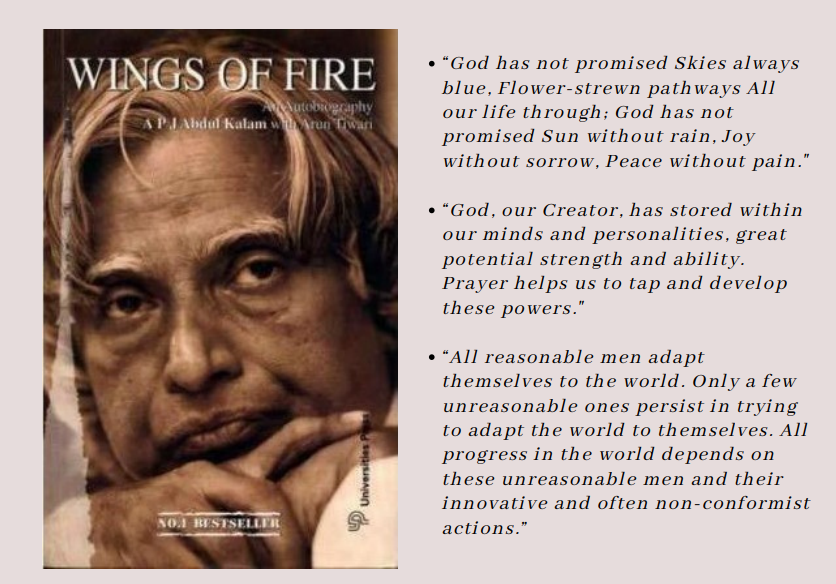 WINGS OF FIRE
An Autobiography
A P J Abdul Kalam with Arun Tiwari
Universities Press
NO.1 BESTSELLER
• “God has not promised Skies always
blue, Flower-strewn pathways All
our life through; God has not
promised Sun without rain, Joy
without sorrow, Peace without pain."
• “God, our Creator, has stored within
our minds and personalities, great
potential strength and ability.
Prayer helps us to tap and develop
these powers."
• “All reasonable men adapt
themselves to the world. Only a few
unreasonable ones persist in trying
to adapt the world to themselves. All
progress in the world depends on
these unreasonable men and their
innovative and often non-conformist
actions.”